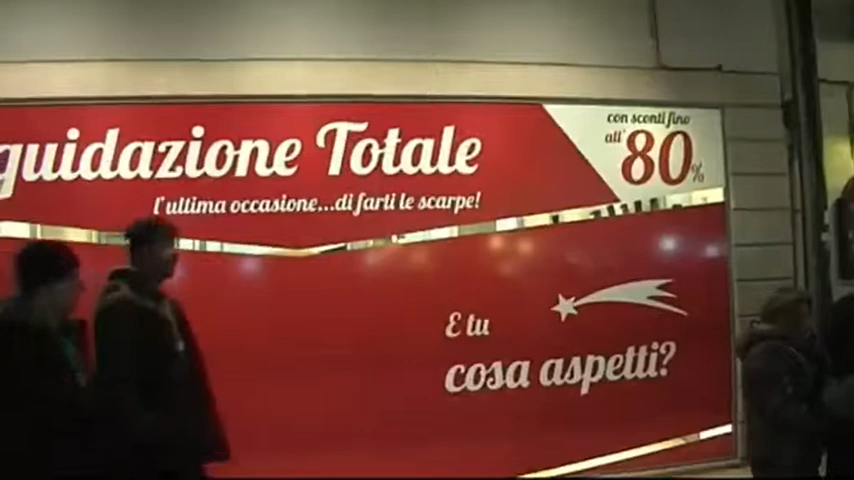 guidazione Totale
l'ultima occasione...di farti le scarpe!
con sconti fino
all'
80%
E tu
cosa aspetti?